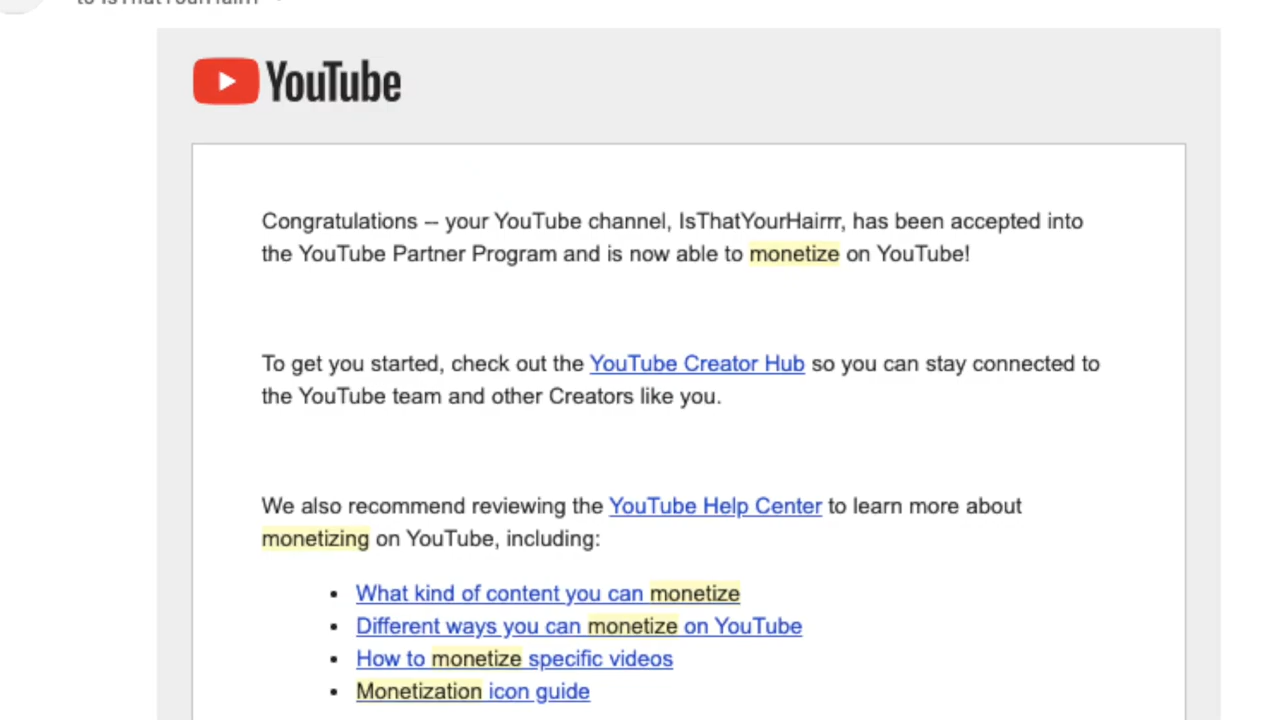 YouTube
Congratulations – your YouTube channel, IsThatYourHairrr, has been accepted into
the YouTube Partner Program and is now able to monetize on YouTube!
To get you started, check out the YouTube Creator Hub so you can stay connected to
the YouTube team and other Creators like you.
We also recommend reviewing the YouTube Help Center to learn more about
monetizing on YouTube, including:
• What kind of content you can monetize
• Different ways you can monetize on YouTube
• How to monetize specific videos
• Monetization icon guide